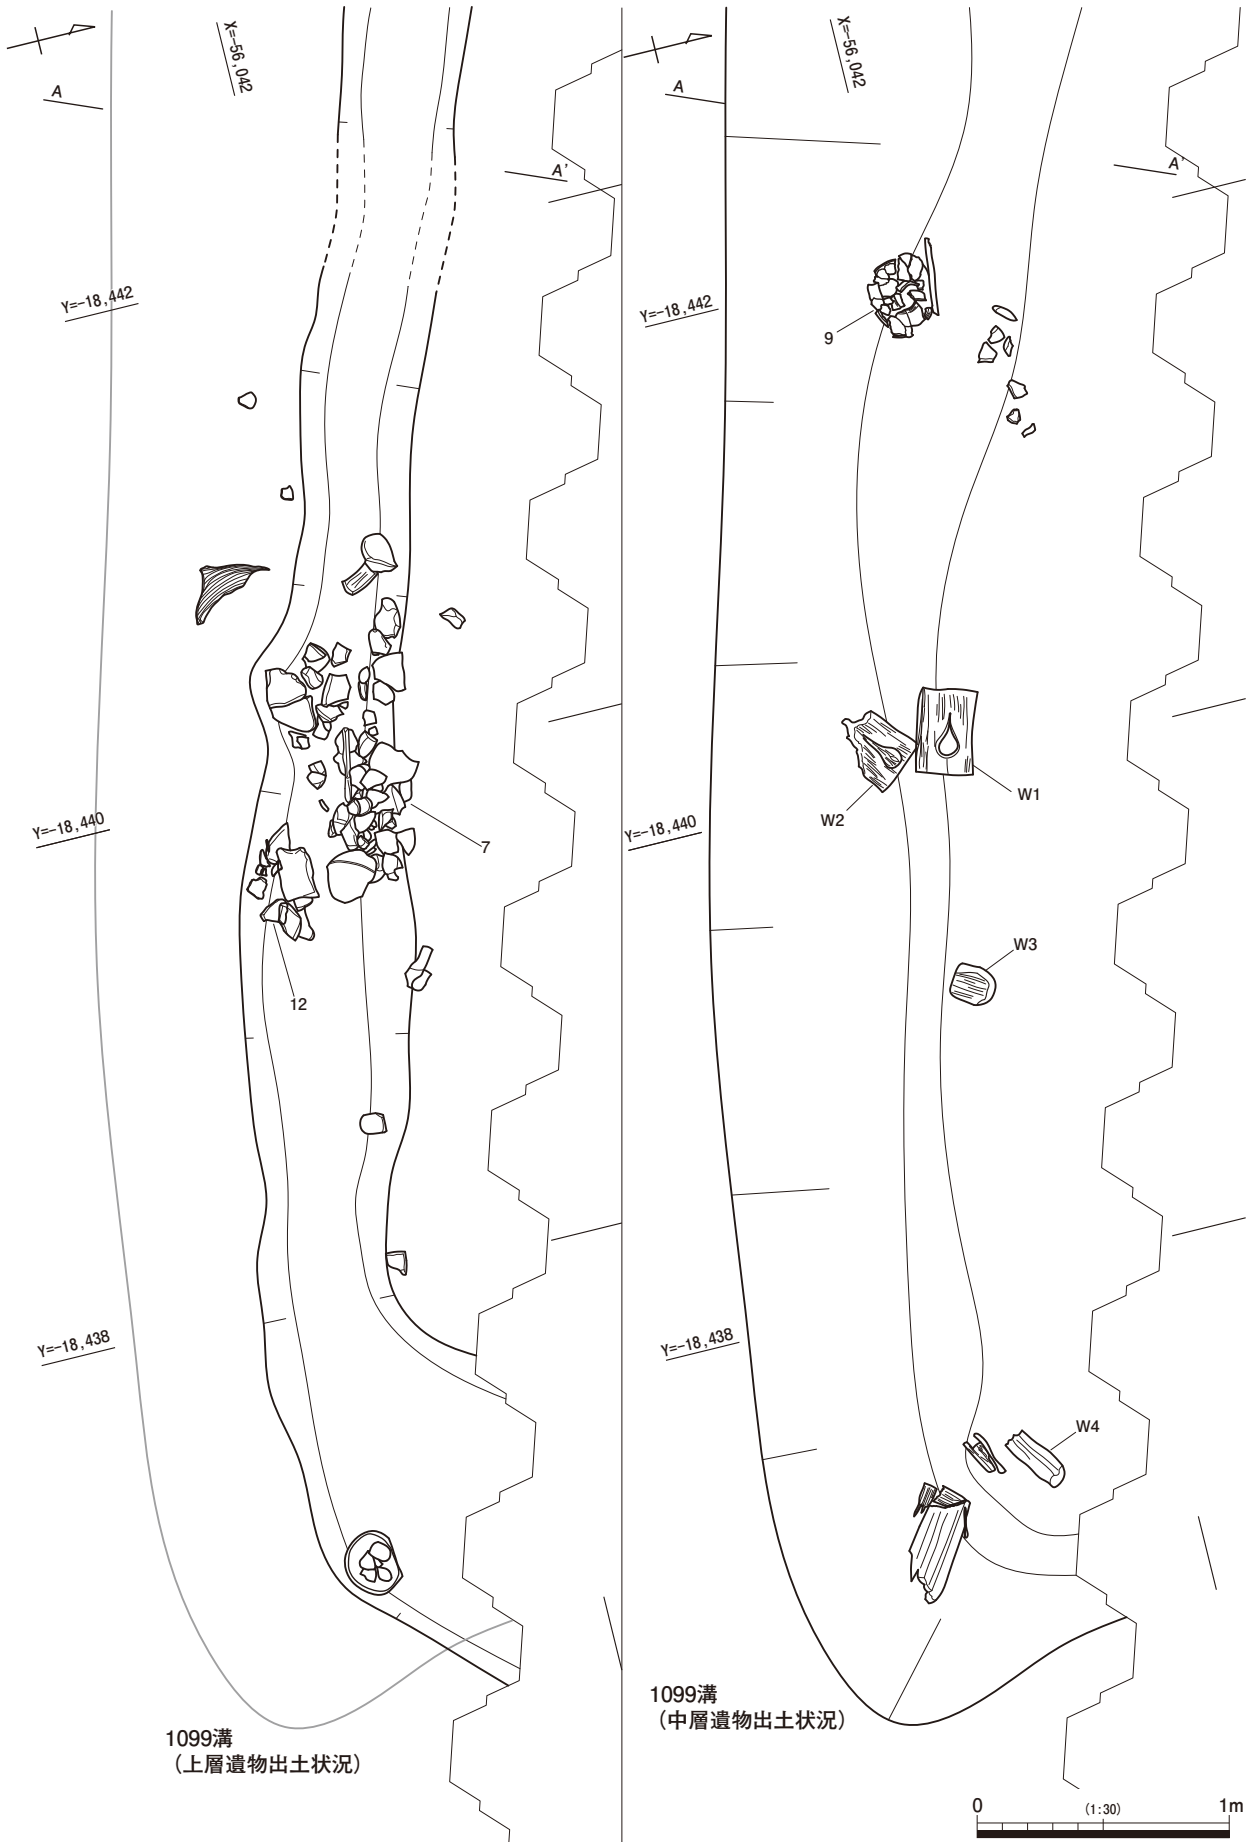 X=-56,042
A
A'
Y=-18,442
Y=-18,440
7
12
Y=-18,438
1099溝
（上層遺物出土状況）
X=-56,042
A
A'
Y=-18,442
9
W1
W2
Y=-18,440
W3
Y=-18,438
W4
1099溝
（中層遺物出土状況）
0 (1:30) 1m